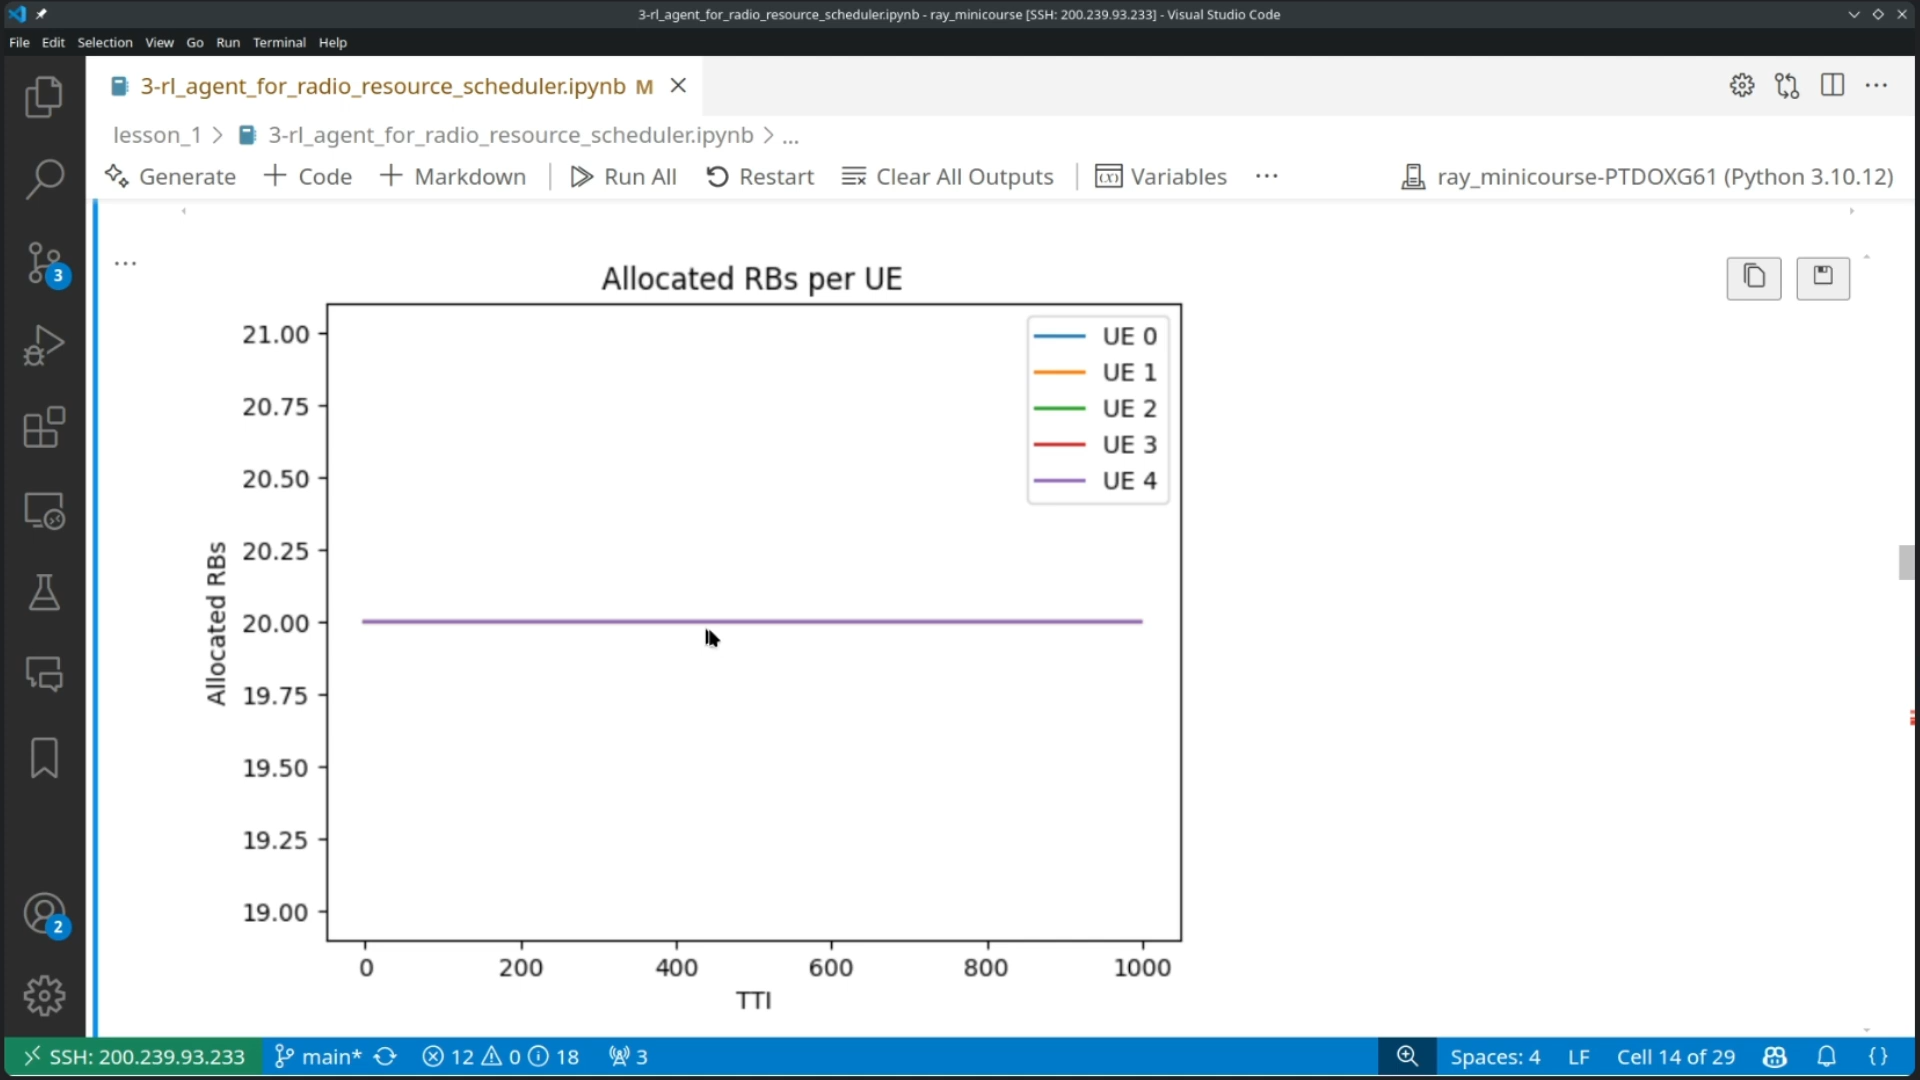 3-rl_agent_for_radio_resource_scheduler.ipynb - ray_minicourse [SSH: 200.239.93.233] - Visual Studio Code
File Edit Selection View Go Run Terminal Help
3-rl_agent_for_radio_resource_scheduler.ipynb M
lesson_1 > 3-rl_agent_for_radio_resource_scheduler.ipynb > ...
Generate + Code + Markdown Run All Restart Clear All Outputs Variables ... ray_minicourse-PTDOXG61 (Python 3.10.12)
...
Allocated RBs per UE
21.00
20.75
20.50
20.25
20.00
19.75
19.50
19.25
19.00
Allocated RBs
UE 0
UE 1
UE 2
UE 3
UE 4
0 200 400 600 800 1000
TTI
3
2
SSH: 200.239.93.233 main* 12 0 18 3 Spaces: 4 LF Cell 14 of 29 {}